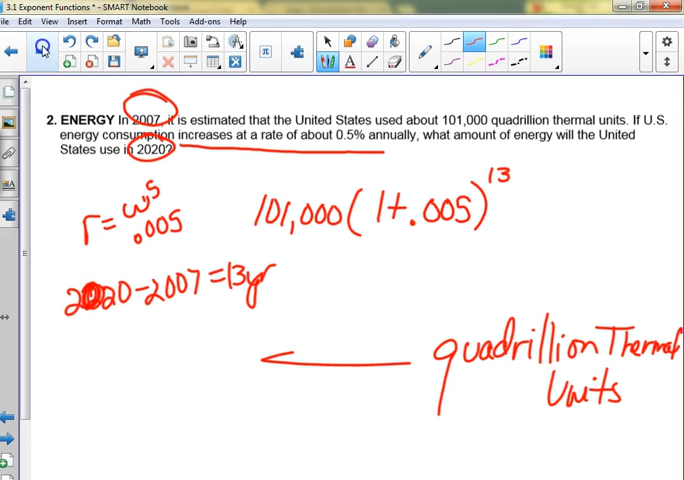 3.1 Exponent Functions * - SMART Notebook
Edit View Insert Format Tools Add-ons Help
2. ENERGY In 2007, it is estimated that the United States used about 101,000 quadrillion thermal units. If U.S.
energy consumption increases at a rate of about 0.5% annually, what amount of energy will the United
States use in 2020?
r =
.005
101,000(1+.005)^13
2020-2007=13yr
quadrillion Thermal
Units